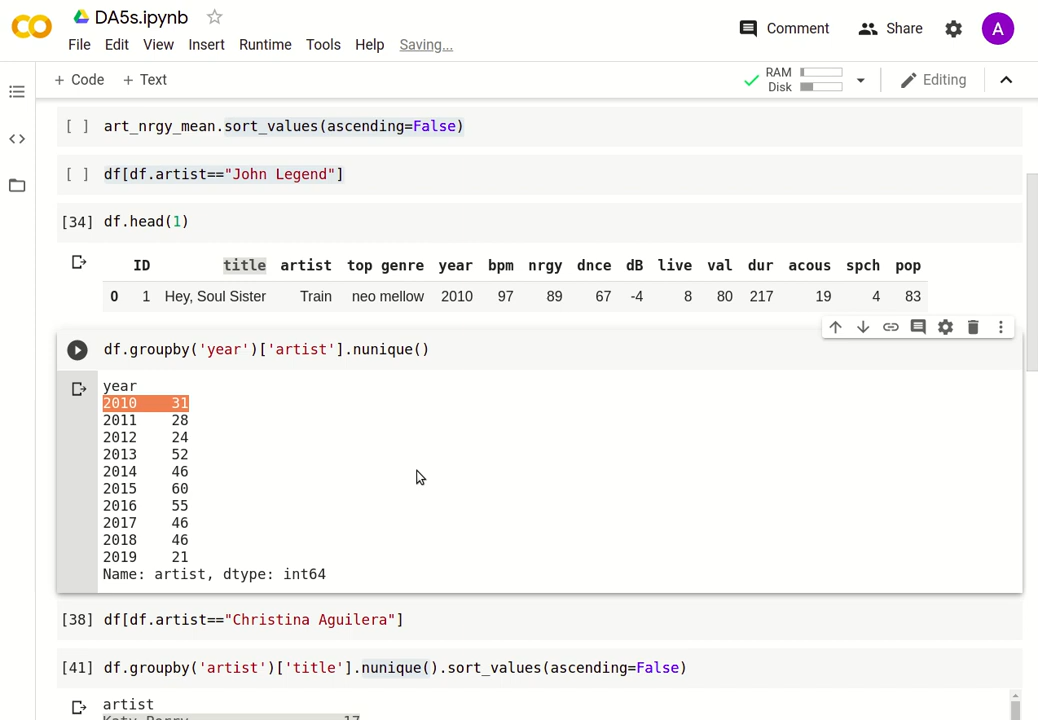 DA5s.ipynb
File Edit View Insert Runtime Tools Help Saving...
Comment Share A
+ Code + Text
RAM
Disk
Editing
[ ] art_nrgy_mean.sort_values(ascending=False)
[ ] df[df.artist=="John Legend"]
[34] df.head(1)
ID title artist top genre year bpm nrgy dnce dB live val dur acous spch pop
0 1 Hey, Soul Sister Train neo mellow 2010 97 89 67 -4 8 80 217 19 4 83
df.groupby('year')['artist'].nunique()
year
2010 31
2011 28
2012 24
2013 52
2014 46
2015 60
2016 55
2017 46
2018 46
2019 21
Name: artist, dtype: int64
[38] df[df.artist=="Christina Aguilera"]
[41] df.groupby('artist')['title'].nunique().sort_values(ascending=False)
artist
Katy Perry 17